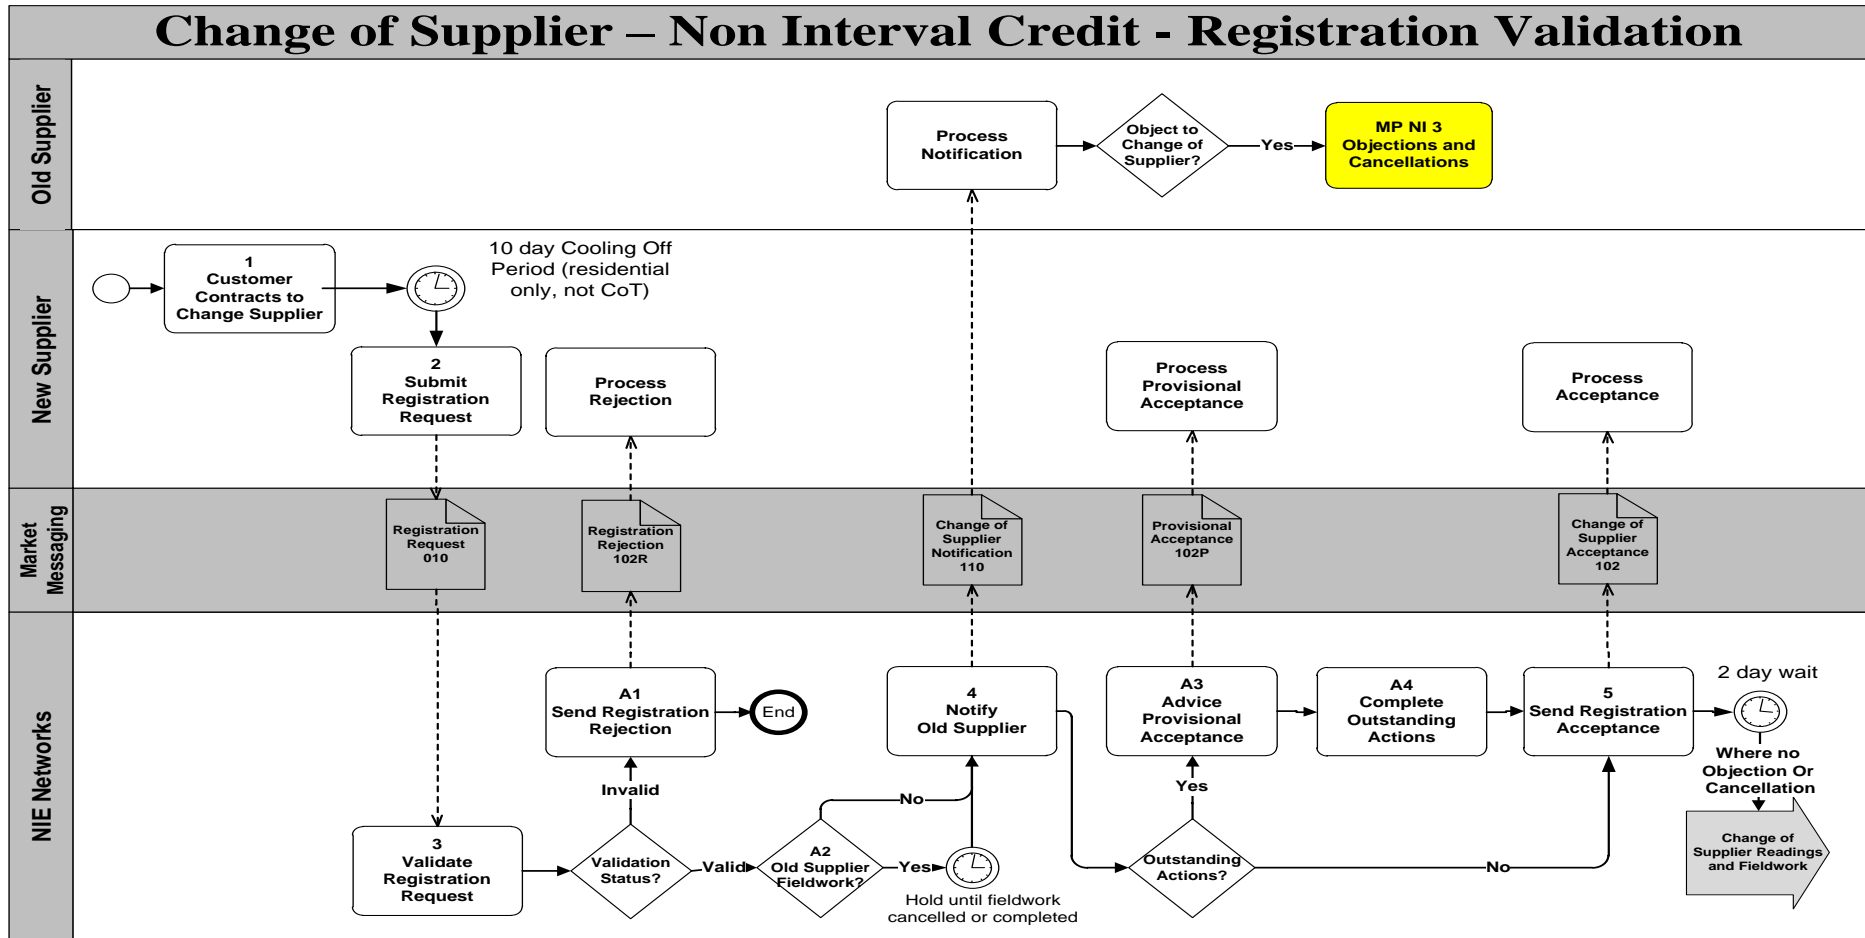 Change of Supplier – Non Interval Credit - Registration Validation
Old Supplier
Process
Notification
Object to
Change of
Supplier?
Yes
MP NI 3
Objections and
Cancellations
New Supplier
1
Customer
Contracts to
Change Supplier
10 day Cooling Off
Period (residential
only, not CoT)
2
Submit
Registration
Request
Process
Rejection
Process
Provisional
Acceptance
Process
Acceptance
Market
Messaging
Registration
Request
010
Registration
Rejection
102R
Change of
Supplier
Notification
110
Provisional
Acceptance
102P
Change of
Supplier
Acceptance
102
NIE Networks
A1
Send Registration
Rejection
End
4
Notify
Old Supplier
A3
Advice
Provisional
Acceptance
A4
Complete
Outstanding
Actions
5
Send Registration
Acceptance
2 day wait
Where no
Objection Or
Cancellation
Invalid
No
Yes
3
Validate
Registration
Request
Validation
Status?
Valid
A2
Old Supplier
Fieldwork?
Yes
Hold until fieldwork
cancelled or completed
Outstanding
Actions?
No
Change of
Supplier Readings
and Fieldwork